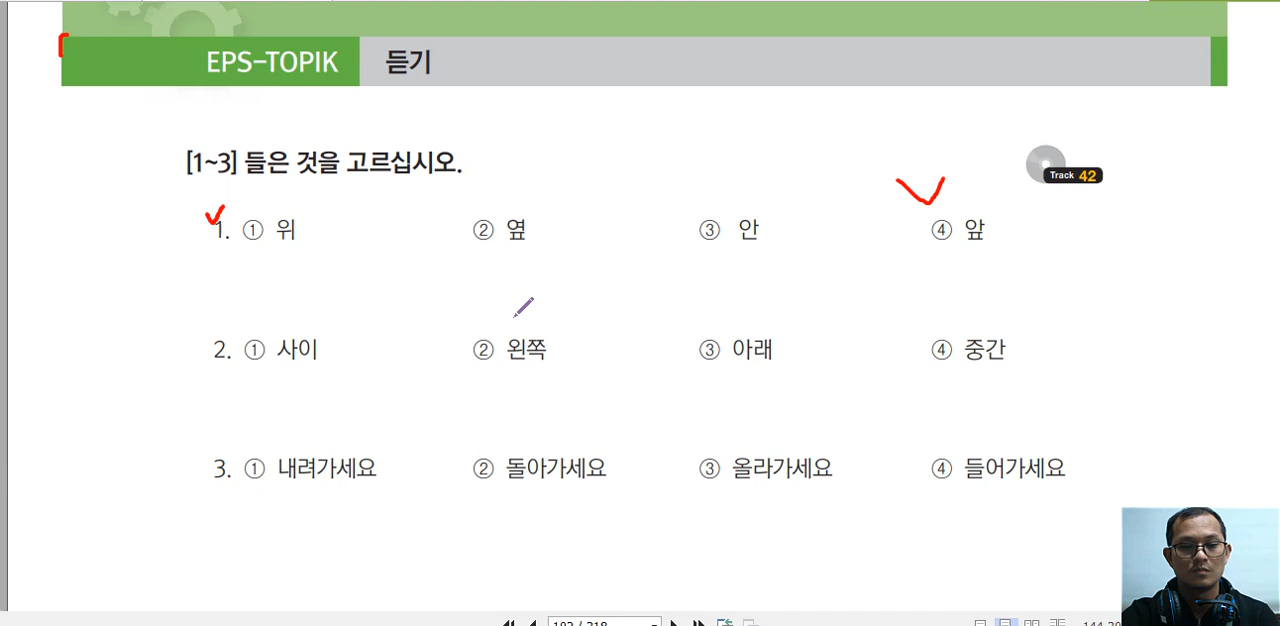 EPS-TOPIK 듣기
[1~3] 들은 것을 고르십시오.
Track 42
1. ① 위 ② 옆 ③ 안 ④ 앞
2. ① 사이 ② 왼쪽 ③ 아래 ④ 중간
3. ① 내려가세요 ② 돌아가세요 ③ 올라가세요 ④ 들어가세요